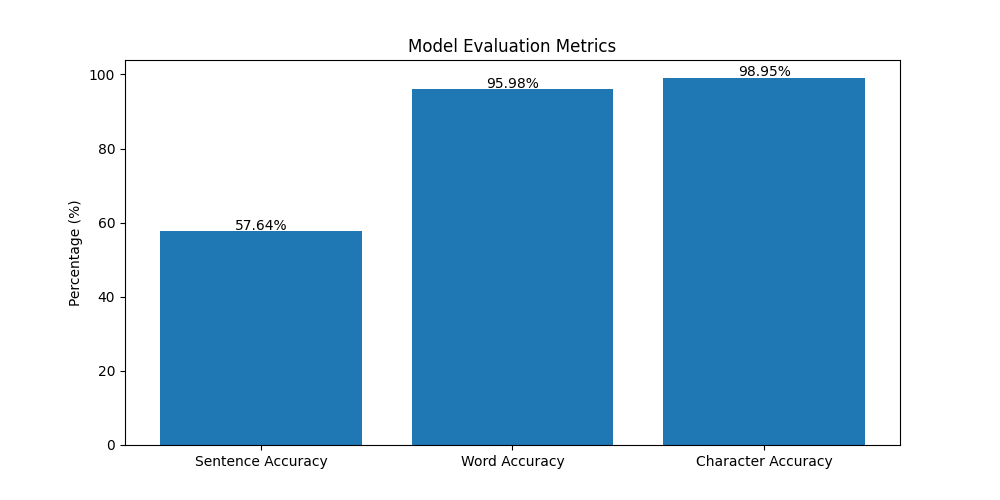 Model Evaluation Metrics
Percentage (%)
100
80
60
40
20
0
57.64%
95.98%
98.95%
Sentence Accuracy
Word Accuracy
Character Accuracy